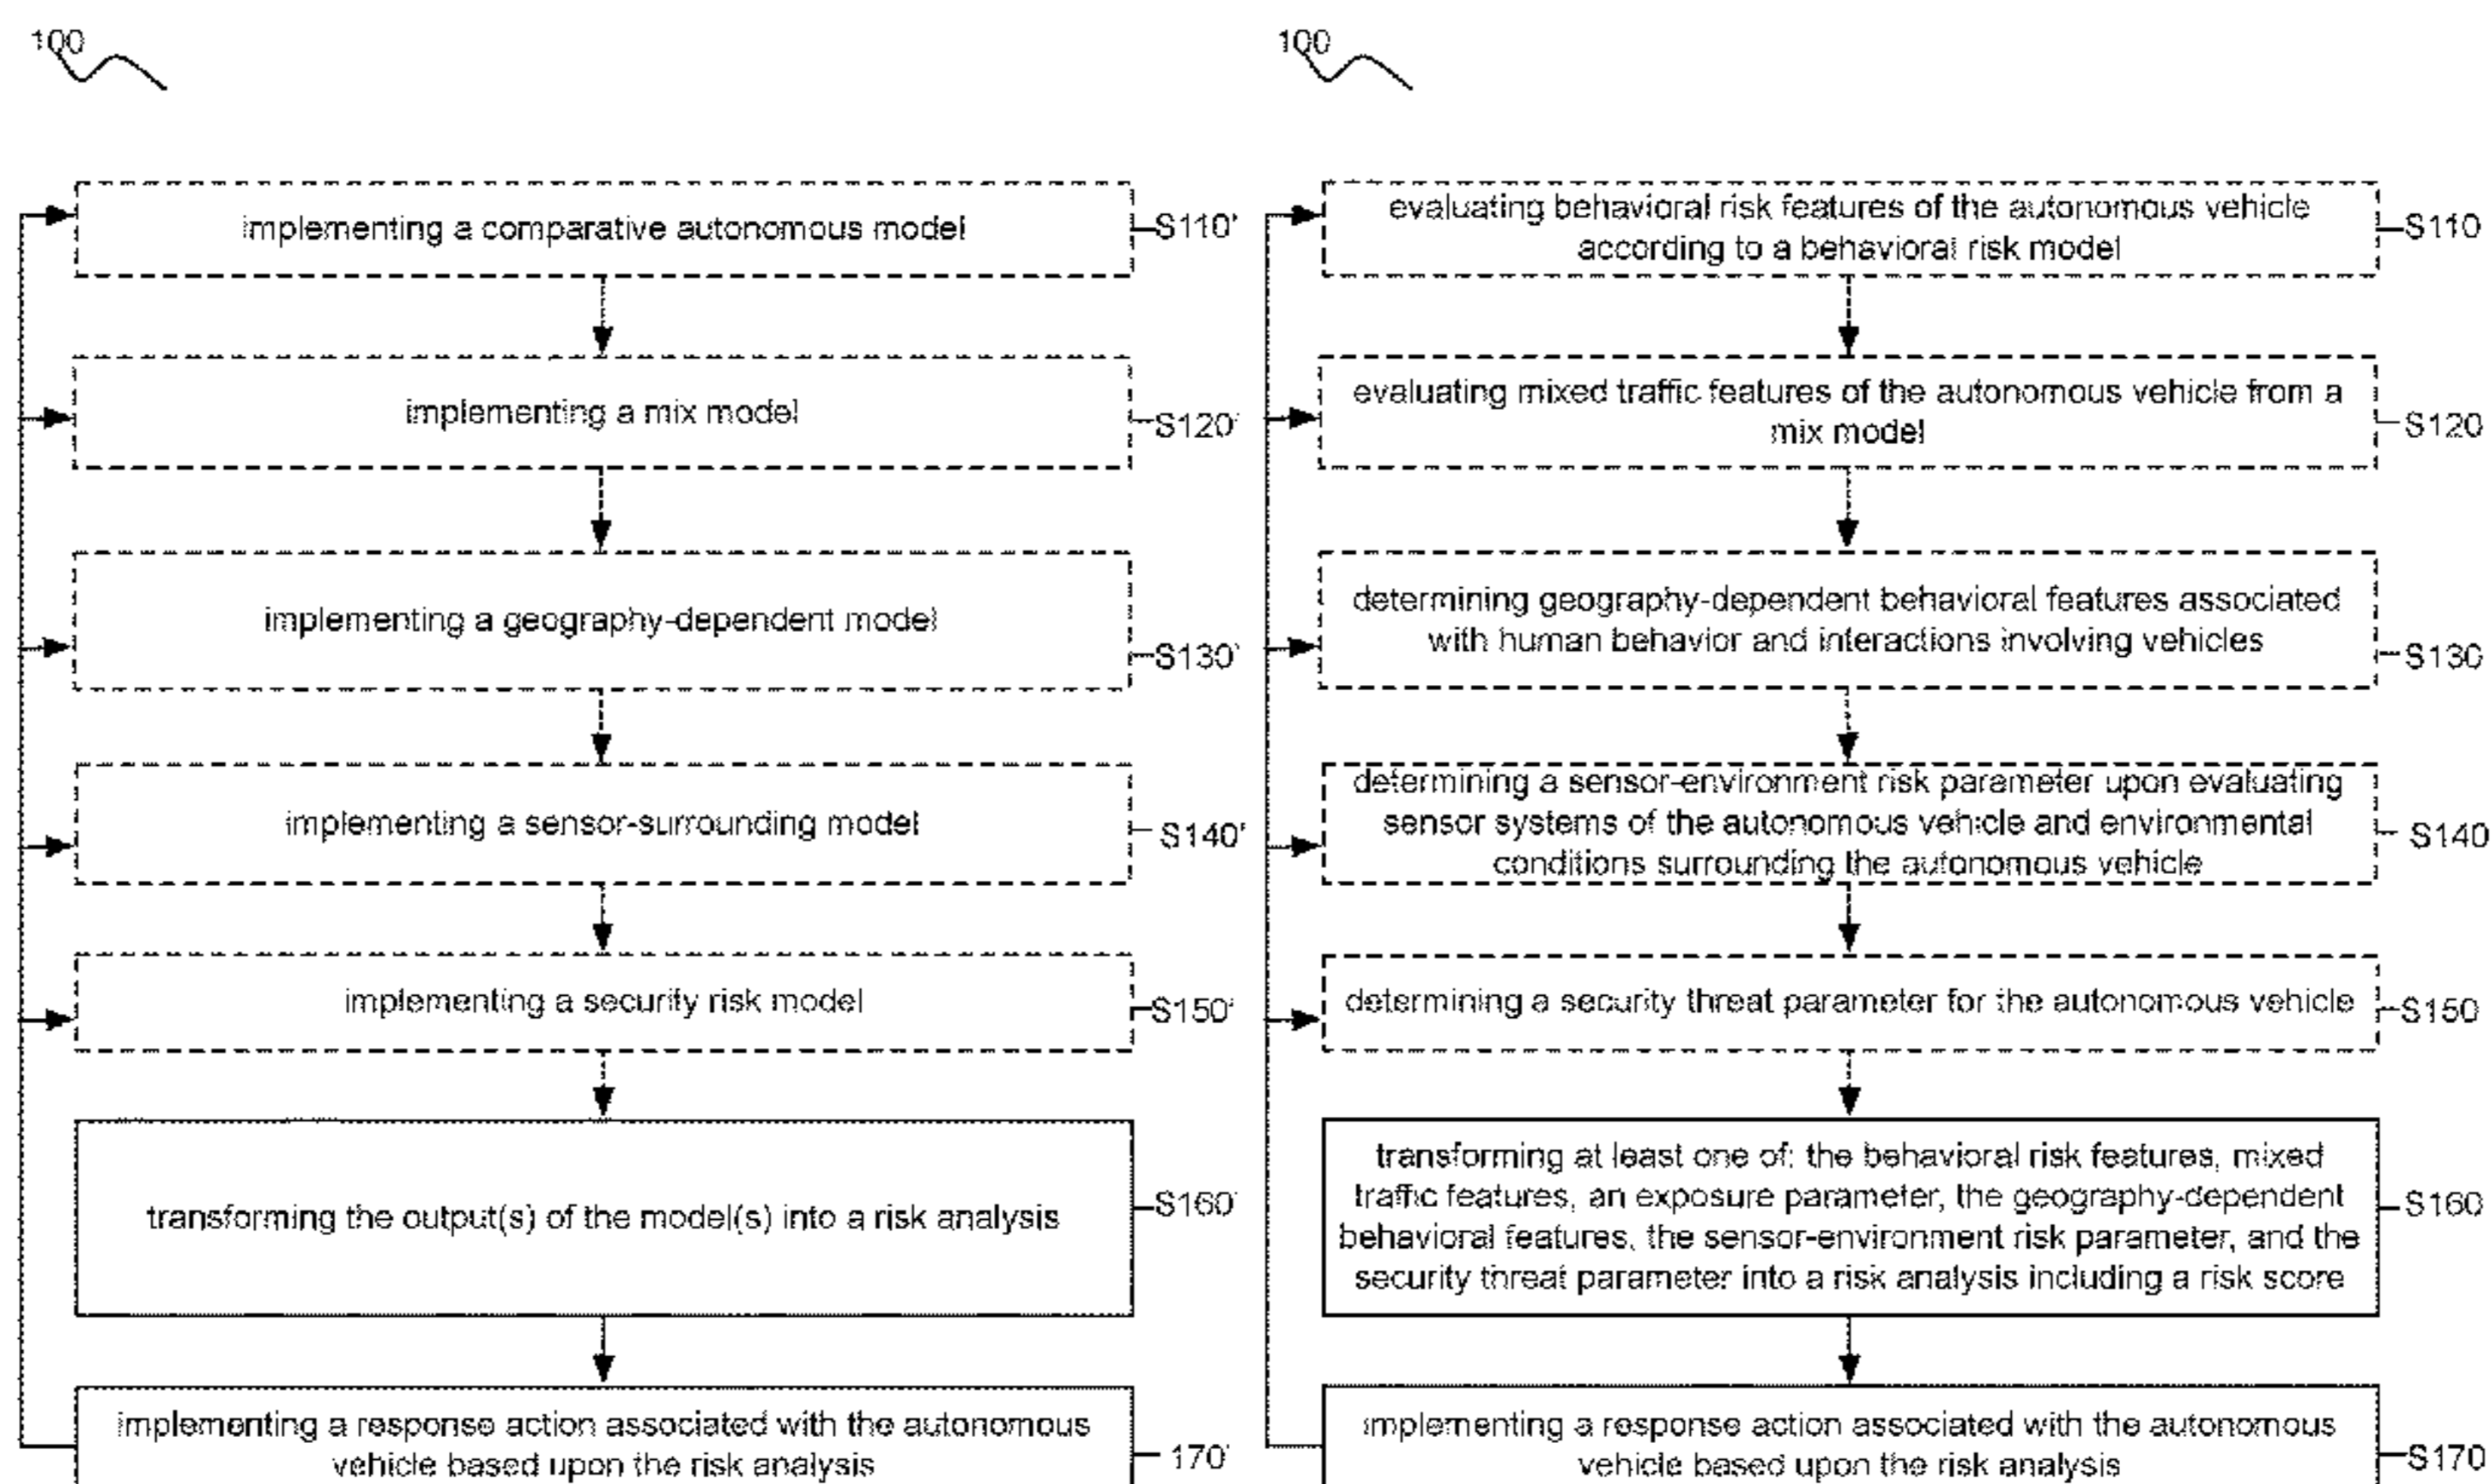 100
implementing a comparative autonomous model
S110'
implementing a mix model
S120'
implementing a geography-dependent model
S130'
implementing a sensor-surrounding model
S140'
implementing a security risk model
S150'
transforming the output(s) of the model(s) into a risk analysis
S160'
implementing a response action associated with the autonomous
vehicle based upon the risk analysis
170'
100
evaluating behavioral risk features of the autonomous vehicle
according to a behavioral risk model
S110
evaluating mixed traffic features of the autonomous vehicle from a
mix model
S120
determining geography-dependent behavioral features associated
with human behavior and interactions involving vehicles
S130
determining a sensor-environment risk parameter upon evaluating
sensor systems of the autonomous vehicle and environmental
conditions surrounding the autonomous vehicle
S140
determining a security threat parameter for the autonomous vehicle
S150
transforming at least one of: the behavioral risk features, mixed
traffic features, an exposure parameter, the geography-dependent
behavioral features, the sensor-environment risk parameter, and the
security threat parameter into a risk analysis including a risk score
S160
implementing a response action associated with the autonomous
vehicle based upon the risk analysis
S170